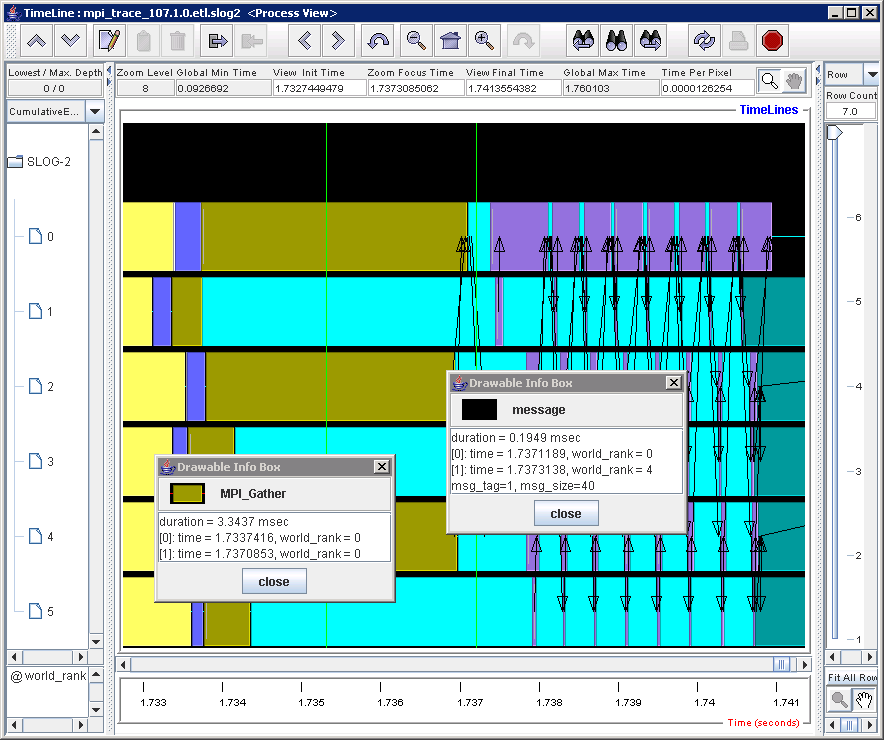 TimeLine : mpi_trace_107.1.0.etl.slog2 <Process View>
Lowest / Max. Depth
0 / 0
Zoom Level
8
Global Min Time
0.0926692
View Init Time
1.7327449479
Zoom Focus Time
1.7373085062
View Final Time
1.7413554382
Global Max Time
1.760103
Time Per Pixel
0.0000126254
Row
Row Count
7.0
CumulativeE...
TimeLines
SLOG-2
0
1
2
3
4
5
6
5
4
3
2
1
Drawable Info Box
message
duration = 0.1949 msec
[0]: time = 1.7371189, world_rank = 0
[1]: time = 1.7373138, world_rank = 4
msg_tag=1, msg_size=40
close
Drawable Info Box
MPI_Gather
duration = 3.3437 msec
[0]: time = 1.7337416, world_rank = 0
[1]: time = 1.7370853, world_rank = 0
close
@world_rank
Fit All Row
1.733 1.734 1.735 1.736 1.737 1.738 1.739 1.74 1.741
Time (seconds)